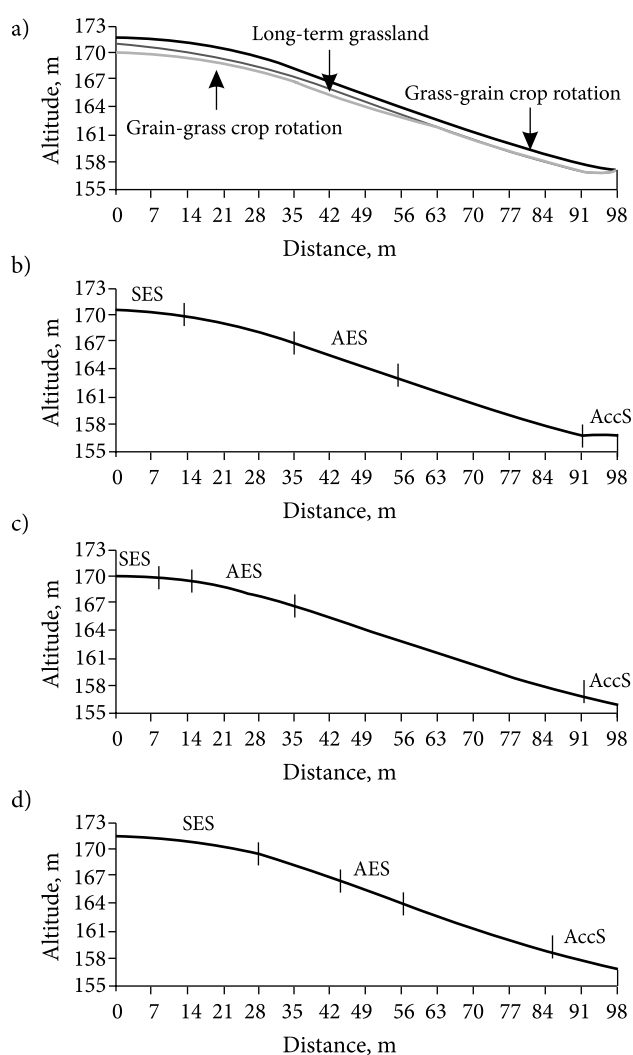 a)
173
170
167
164
161
158
155
Altitude, m
Long-term grassland
Grass-grain crop rotation
Grain-grass crop rotation
0 7 14 21 28 35 42 49 56 63 70 77 84 91 98
Distance, m
b)
173
170
167
164
161
158
155
Altitude, m
SES
AES
AccS
0 7 14 21 28 35 42 49 56 63 70 77 84 91 98
Distance, m
c)
173
170
167
164
161
158
155
Altitude, m
SES
AES
AccS
0 7 14 21 28 35 42 49 56 63 70 77 84 91 98
Distance, m
d)
173
170
167
164
161
158
155
Altitude, m
SES
AES
AccS
0 7 14 21 28 35 42 49 56 63 70 77 84 91 98
Distance, m